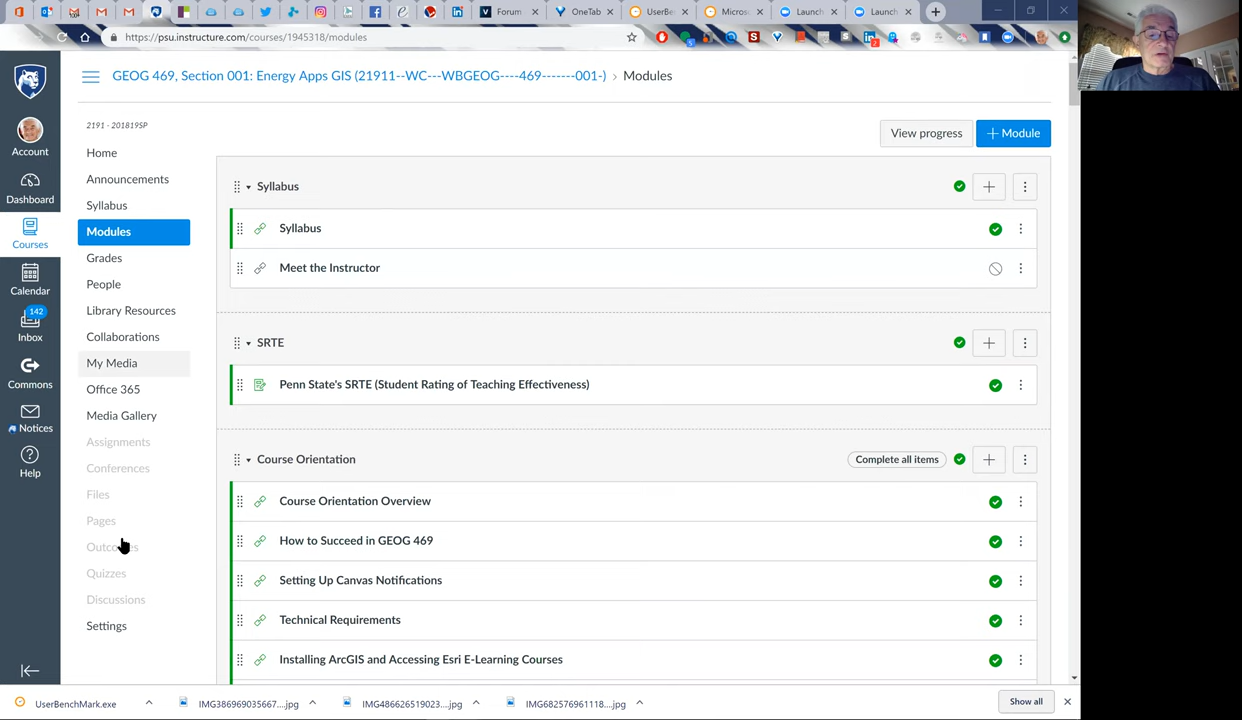 Forum
OneTab
UserBe
Micros
Launch
Launch
https://psu.instructure.com/courses/1945318/modules
GEOG 469, Section 001: Energy Apps GIS (21911--WC---WBGEOG----469-------001-) › Modules
2191 - 201819SP
View progress
+ Module
Account
Dashboard
Courses
Calendar
142
Inbox
Commons
Notices
Help
Home
Announcements
Syllabus
Modules
Grades
People
Library Resources
Collaborations
My Media
Office 365
Media Gallery
Assignments
Conferences
Files
Pages
Quizzes
Discussions
Settings
Syllabus
Syllabus
Meet the Instructor
SRTE
Penn State's SRTE (Student Rating of Teaching Effectiveness)
Course Orientation
Complete all items
Course Orientation Overview
How to Succeed in GEOG 469
Setting Up Canvas Notifications
Technical Requirements
Installing ArcGIS and Accessing Esri E-Learning Courses
UserBenchMark.exe
IMG386969035667....jpg
IMG486626519023....jpg
IMG682576961118....jpg
Show all